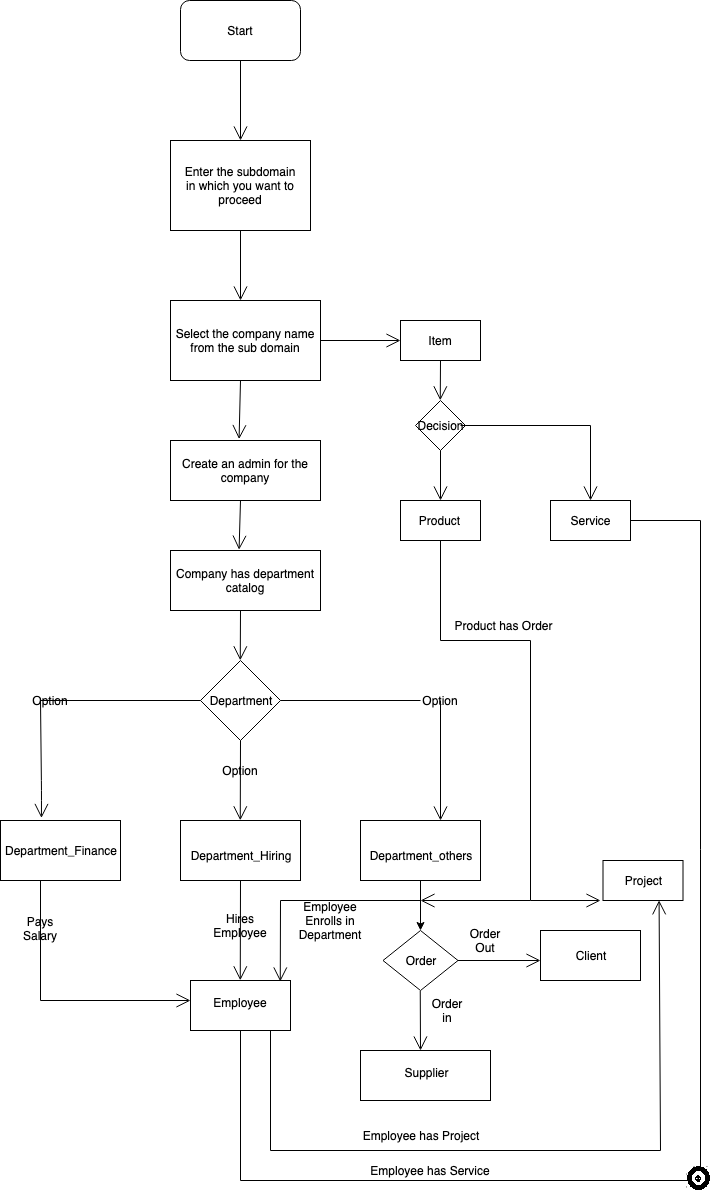 Start
Enter the subdomain
in which you want to
proceed
Select the company name
from the sub domain
Item
Decision
Create an admin for the
company
Product
Service
Company has department
catalog
Product has Order
Option
Department
Option
Option
Department_Finance
Department_Hiring
Department_others
Project
Pays
Salary
Hires
Employee
Employee
Enrolls in
Department
Order
Order
Out
Client
Employee
Order
in
Supplier
Employee has Project
Employee has Service